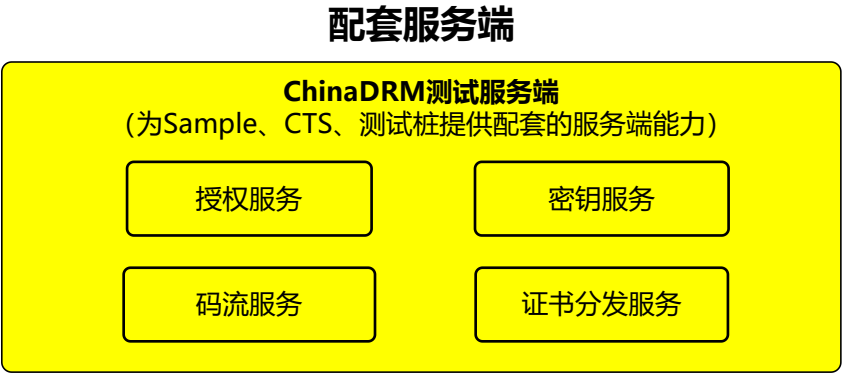 配套服务端
ChinaDRM测试服务端
（为Sample、CTS、测试桩提供配套的服务端能力）
授权服务
密钥服务
码流服务
证书分发服务